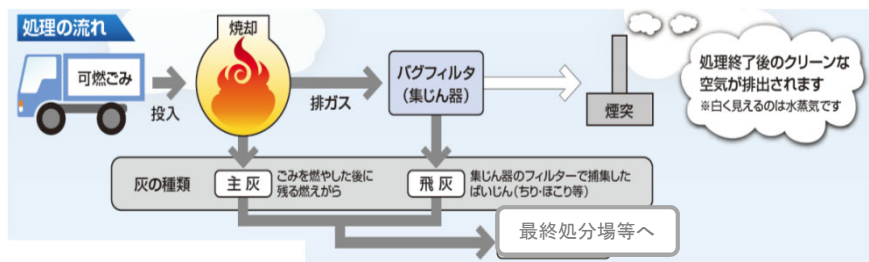 処理の流れ
可燃ごみ
投入
焼却
排ガス
バグフィルタ
(集じん器)
煙突
処理終了後のクリーンな
空気が排出されます
※白く見えるのは水蒸気です
灰の種類
主灰
ごみを燃やした後に
残る燃えがら
飛灰
集じん器のフィルターで捕集した
ばいじん(ちり・ほこり等)
最終処分場等へ